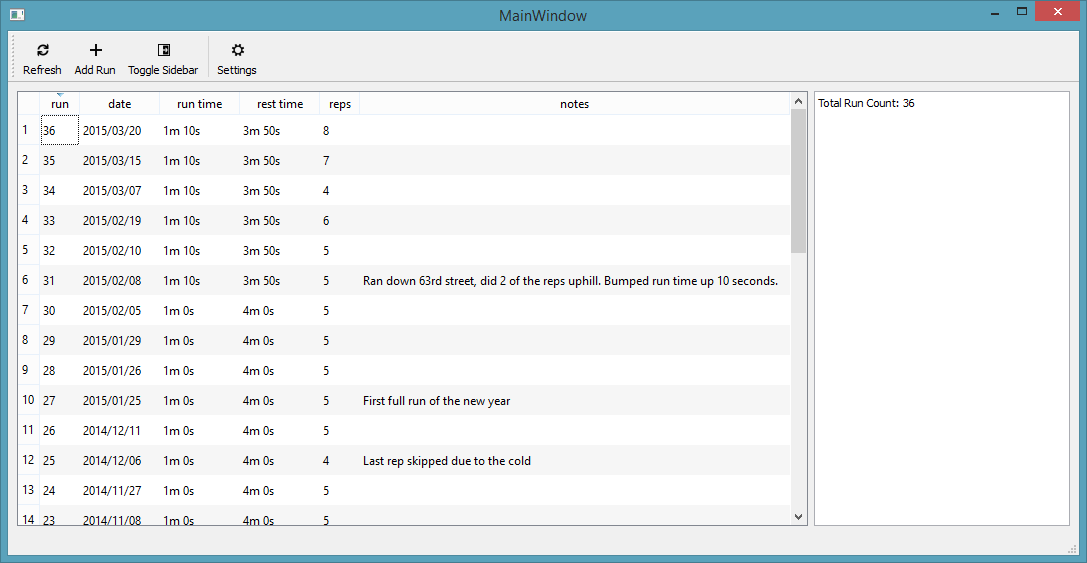 MainWindow
Refresh Add Run Toggle Sidebar Settings
run date run time rest time reps notes
1 36 2015/03/20 1m 10s 3m 50s 8
2 35 2015/03/15 1m 10s 3m 50s 7
3 34 2015/03/07 1m 10s 3m 50s 4
4 33 2015/02/19 1m 10s 3m 50s 6
5 32 2015/02/10 1m 10s 3m 50s 5
6 31 2015/02/08 1m 10s 3m 50s 5 Ran down 63rd street, did 2 of the reps uphill. Bumped run time up 10 seconds.
7 30 2015/02/05 1m 0s 4m 0s 5
8 29 2015/01/29 1m 0s 4m 0s 5
9 28 2015/01/26 1m 0s 4m 0s 5
10 27 2015/01/25 1m 0s 4m 0s 5 First full run of the new year
11 26 2014/12/11 1m 0s 4m 0s 5
12 25 2014/12/06 1m 0s 4m 0s 4 Last rep skipped due to the cold
13 24 2014/11/27 1m 0s 4m 0s 5
14 23 2014/11/08 1m 0s 4m 0s 5
Total Run Count: 36